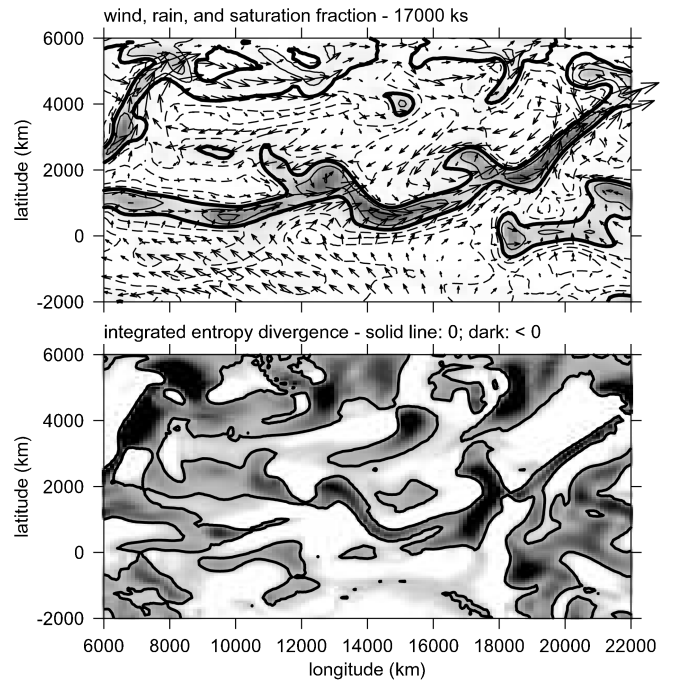 wind, rain, and saturation fraction - 17000 ks
6000
4000
2000
0
-2000
latitude (km)
integrated entropy divergence - solid line: 0; dark: < 0
6000
4000
2000
0
-2000
latitude (km)
6000 8000 10000 12000 14000 16000 18000 20000 22000
longitude (km)